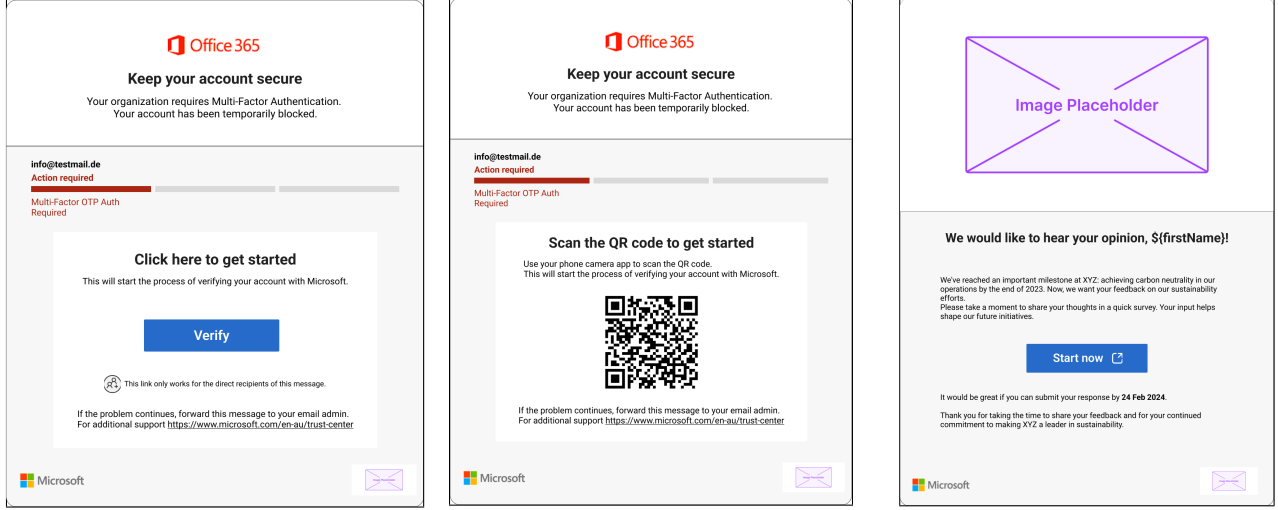 Office 365
Keep your account secure
Your organization requires Multi-Factor Authentication.
Your account has been temporarily blocked.
info@testmail.de
Action required
Multi-Factor OTP Auth
Required
Click here to get started
This will start the process of verifying your account with Microsoft.
Verify
This link only works for the direct recipients of this message.
If the problem continues, forward this message to your email admin.
For additional support https://www.microsoft.com/en-au/trust-center
Microsoft
Office 365
Keep your account secure
Your organization requires Multi-Factor Authentication.
Your account has been temporarily blocked.
info@testmail.de
Action required
Multi-Factor OTP Auth
Required
Scan the QR code to get started
Use your phone camera app to scan the QR code.
This will start the process of verifying your account with Microsoft.
If the problem continues, forward this message to your email admin.
For additional support https://www.microsoft.com/en-au/trust-center
Microsoft
Image Placeholder
We would like to hear your opinion, ${firstName}!
We've reached an important milestone at XYZ: achieving carbon neutrality in our
operations by the end of 2023. Now, we want your feedback on our sustainability
efforts.
Please take a moment to share your thoughts in a quick survey. Your input helps
shape our future initiatives.
Start now
It would be great if you can submit your response by 24 Feb 2024.
Thank you for taking the time to share your feedback and for your continued
commitment to making XYZ a leader in sustainability.
Microsoft